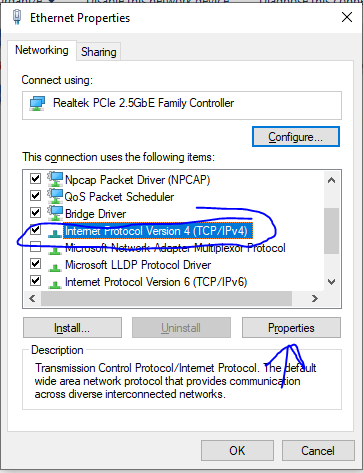 Ethernet Properties
Networking
Sharing
Connect using:
Realtek PCIe 2.5GbE Family Controller
Configure...
This connection uses the following items:
Npcap Packet Driver (NPCAP)
QoS Packet Scheduler
Bridge Driver
Internet Protocol Version 4 (TCP/IPv4)
Microsoft Network Adapter Multiplexor Protocol
Microsoft LLDP Protocol Driver
Internet Protocol Version 6 (TCP/IPv6)
Install...
Uninstall
Properties
Description
Transmission Control Protocol/Internet Protocol. The default
wide area network protocol that provides communication
across diverse interconnected networks.
OK
Cancel